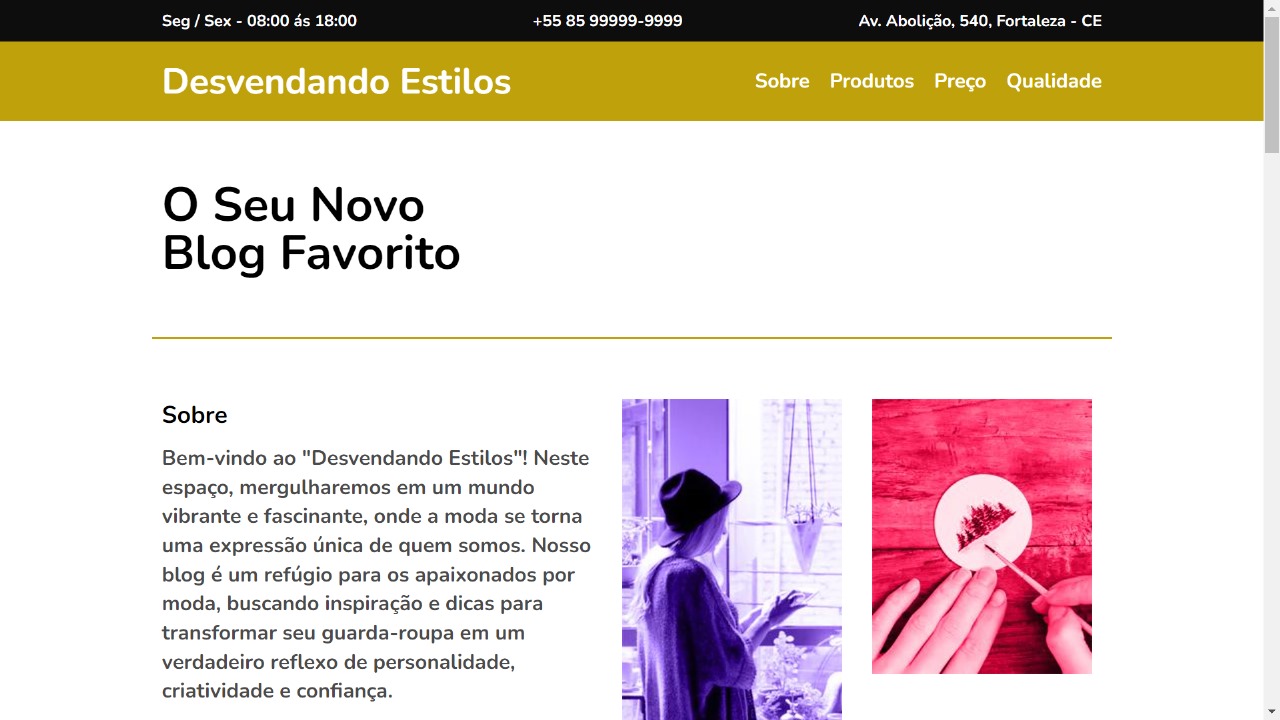 Seg / Sex - 08:00 ás 18:00
+55 85 99999-9999
Av. Abolição, 540, Fortaleza - CE
Desvendando Estilos
Sobre
Produtos
Preço
Qualidade
O Seu Novo
Blog Favorito
Sobre
Bem-vindo ao "Desvendando Estilos"! Neste
espaço, mergulharemos em um mundo
vibrante e fascinante, onde a moda se torna
uma expressão única de quem somos. Nosso
blog é um refúgio para os apaixonados por
moda, buscando inspiração e dicas para
transformar seu guarda-roupa em um
verdadeiro reflexo de personalidade,
criatividade e confiança.